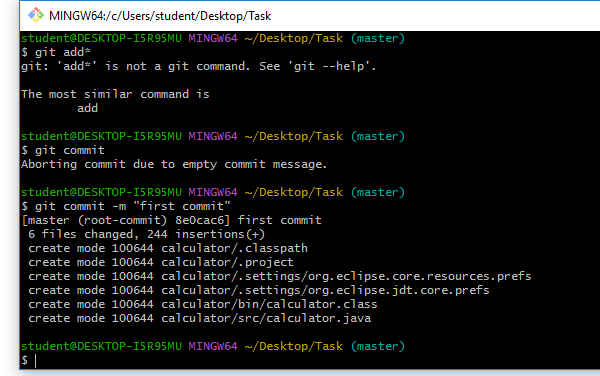 MINGW64:/c/Users/student/Desktop/Task
student@DESKTOP-I5R95MU MINGW64 ~/Desktop/Task (master)
$ git add*
git: 'add*' is not a git command. See 'git --help'.
The most similar command is
add
student@DESKTOP-I5R95MU MINGW64 ~/Desktop/Task (master)
$ git commit
Aborting commit due to empty commit message.
student@DESKTOP-I5R95MU MINGW64 ~/Desktop/Task (master)
$ git commit -m "first commit"
[master (root-commit) 8e0cac6] first commit
6 files changed, 244 insertions(+)
create mode 100644 calculator/.classpath
create mode 100644 calculator/.project
create mode 100644 calculator/.settings/org.eclipse.core.resources.prefs
create mode 100644 calculator/.settings/org.eclipse.jdt.core.prefs
create mode 100644 calculator/bin/calculator.class
create mode 100644 calculator/src/calculator.java
student@DESKTOP-I5R95MU MINGW64 ~/Desktop/Task (master)
$